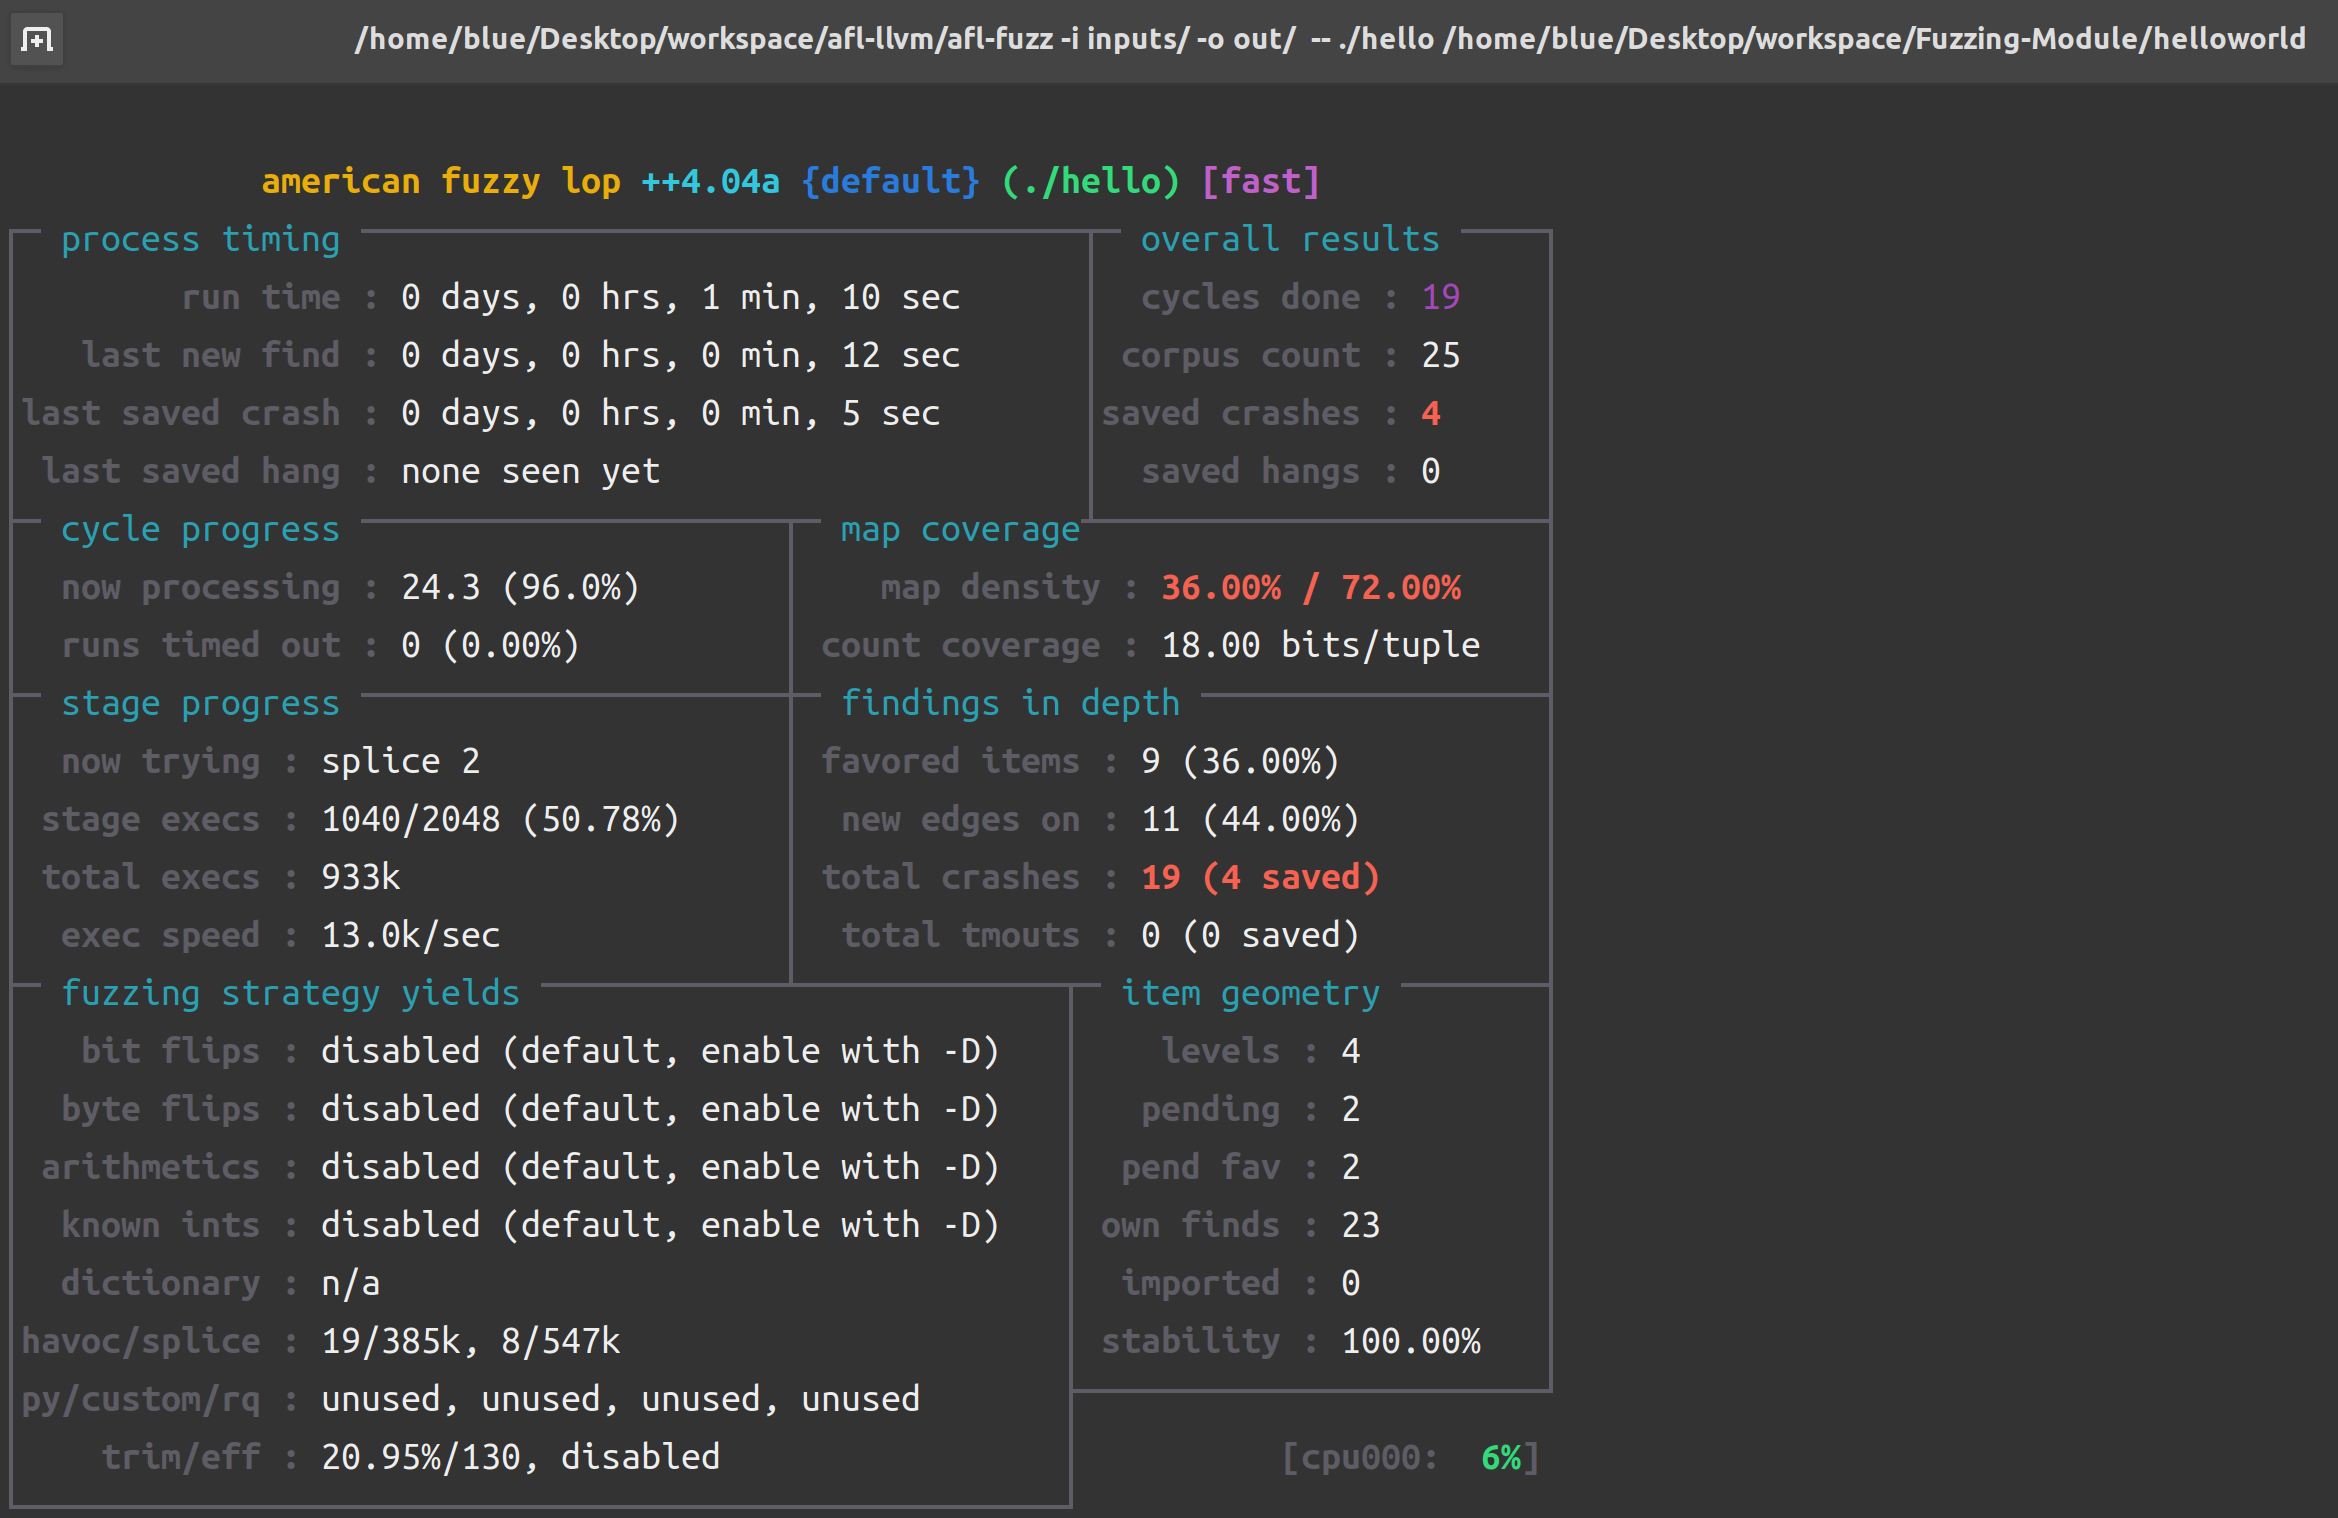 /home/blue/Desktop/workspace/afl-llvm/afl-fuzz -i inputs/ -o out/ -- ./hello /home/blue/Desktop/workspace/Fuzzing-Module/helloworld
american fuzzy lop ++4.04a {default} (./hello) [fast]
process timing overall results
run time : 0 days, 0 hrs, 1 min, 10 sec cycles done : 19
last new find : 0 days, 0 hrs, 0 min, 12 sec corpus count : 25
last saved crash : 0 days, 0 hrs, 0 min, 5 sec saved crashes : 4
last saved hang : none seen yet saved hangs : 0
cycle progress map coverage
now processing : 24.3 (96.0%) map density : 36.00% / 72.00%
runs timed out : 0 (0.00%) count coverage : 18.00 bits/tuple
stage progress findings in depth
now trying : splice 2 favored items : 9 (36.00%)
stage execs : 1040/2048 (50.78%) new edges on : 11 (44.00%)
total execs : 933k total crashes : 19 (4 saved)
exec speed : 13.0k/sec total tmouts : 0 (0 saved)
fuzzing strategy yields item geometry
bit flips : disabled (default, enable with -D) levels : 4
byte flips : disabled (default, enable with -D) pending : 2
arithmetics : disabled (default, enable with -D) pend fav : 2
known ints : disabled (default, enable with -D) own finds : 23
dictionary : n/a imported : 0
havoc/splice : 19/385k, 8/547k stability : 100.00%
py/custom/rq : unused, unused, unused, unused
trim/eff : 20.95%/130, disabled [cpu000: 6%]